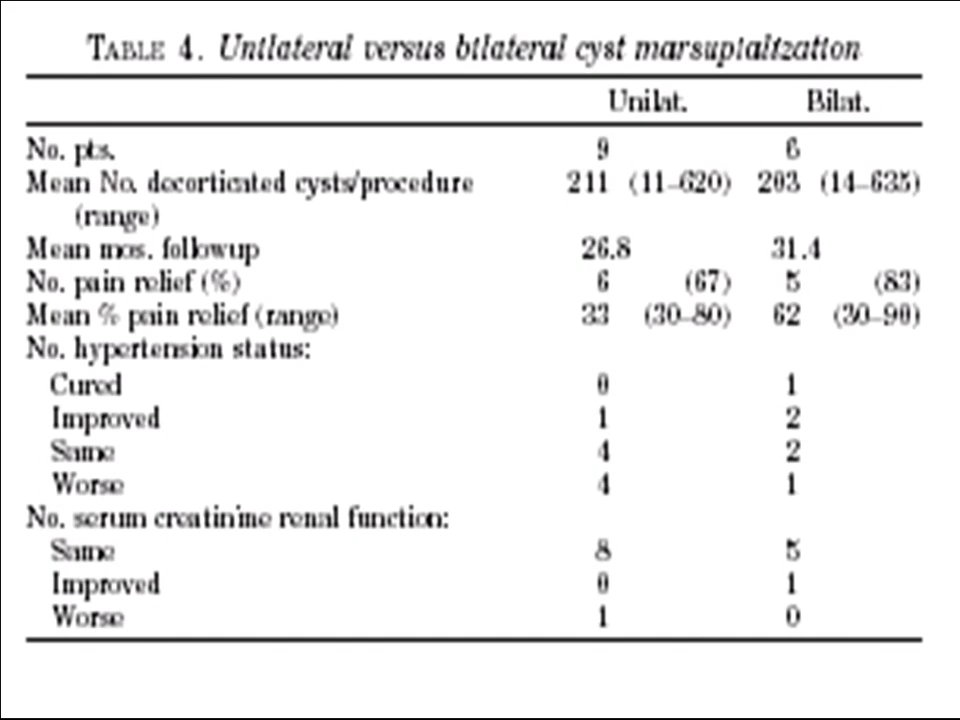 TABLE 4. Unilateral versus bilateral cyst marsupialization
Unilat. Bilat.
No. pts. 9 6
Mean No. decorticated cysts/procedure 211 (11–620) 203 (14–635)
(range)
Mean mos. followup 26.8 31.4
No. pain relief (%) 6 (67) 5 (83)
Mean % pain relief (range) 33 (30–80) 62 (30–90)
No. hypertension status:
Cured 0 1
Improved 1 2
Same 4 2
Worse 4 1
No. serum creatinine renal function:
Same 8 5
Improved 0 1
Worse 1 0